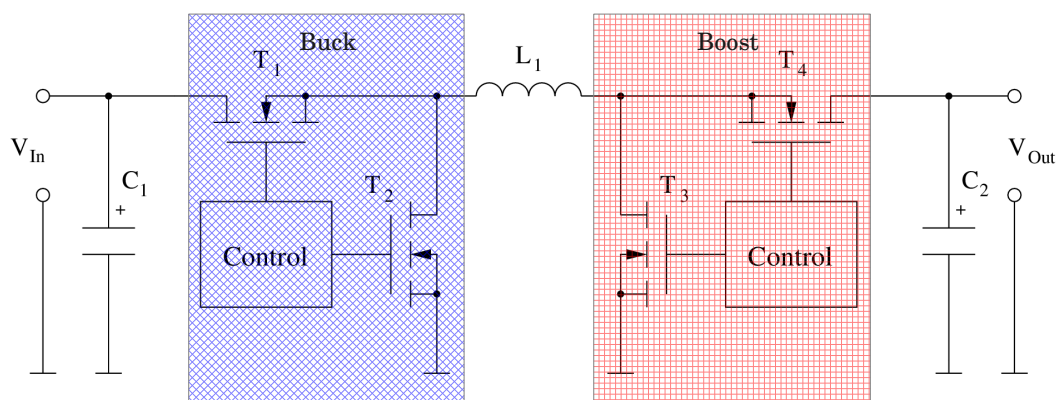 Buck
Boost
T1
L1
T4
VIn
C1
+
T2
Control
T3
Control
C2
+
VOut